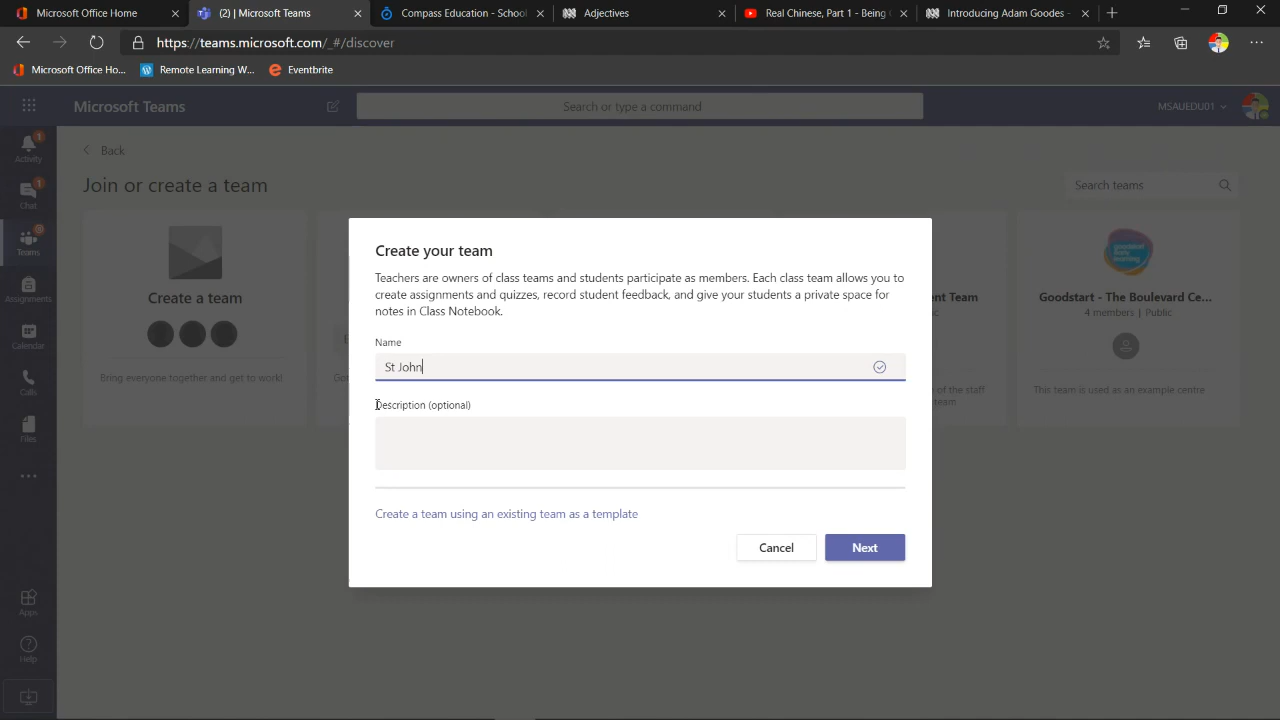 Microsoft Office Home
(2) | Microsoft Teams
Compass Education - School
Adjectives
Real Chinese, Part 1 - Being
Introducing Adam Goodes -
https://teams.microsoft.com/_#/discover
Microsoft Office Ho...
Remote Learning W...
Eventbrite
Microsoft Teams
Search or type a command
MSAUEDU01
1
Activity
Back
1
Chat
Join or create a team
Search teams
Teams
Create your team
Teachers are owners of class teams and students participate as members. Each class team allows you to
create assignments and quizzes, record student feedback, and give your students a private space for
notes in Class Notebook.
Assignments
Create a team
ent Team
Goodstart - The Boulevard Ce...
4 members | Public
Name
Calendar
St John
Bring everyone together and get to work!
of the staff
team
This team is used as an example centre
Calls
Description (optional)
Files
Create a team using an existing team as a template
Cancel
Next
Apps
Help